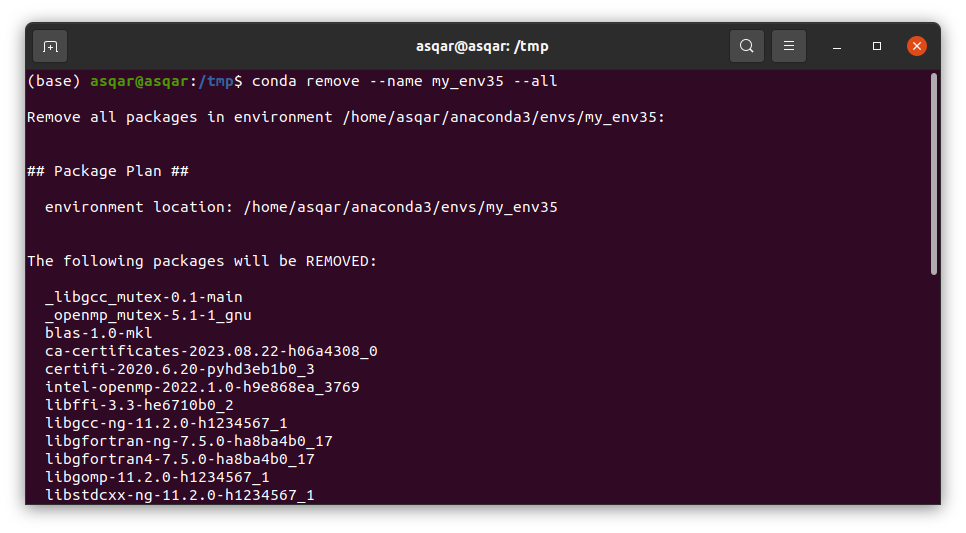 asqar@asqar: /tmp
(base) asqar@asqar:/tmp$ conda remove --name my_env35 --all
Remove all packages in environment /home/asqar/anaconda3/envs/my_env35:
## Package Plan ##
environment location: /home/asqar/anaconda3/envs/my_env35
The following packages will be REMOVED:
_libgcc_mutex-0.1-main
_openmp_mutex-5.1-1_gnu
blas-1.0-mkl
ca-certificates-2023.08.22-h06a4308_0
certifi-2020.6.20-pyhd3eb1b0_3
intel-openmp-2022.1.0-h9e868ea_3769
libffi-3.3-he6710b0_2
libgcc-ng-11.2.0-h1234567_1
libgfortran-ng-7.5.0-ha8ba4b0_17
libgfortran4-7.5.0-ha8ba4b0_17
libgomp-11.2.0-h1234567_1
libstdcxx-ng-11.2.0-h1234567_1